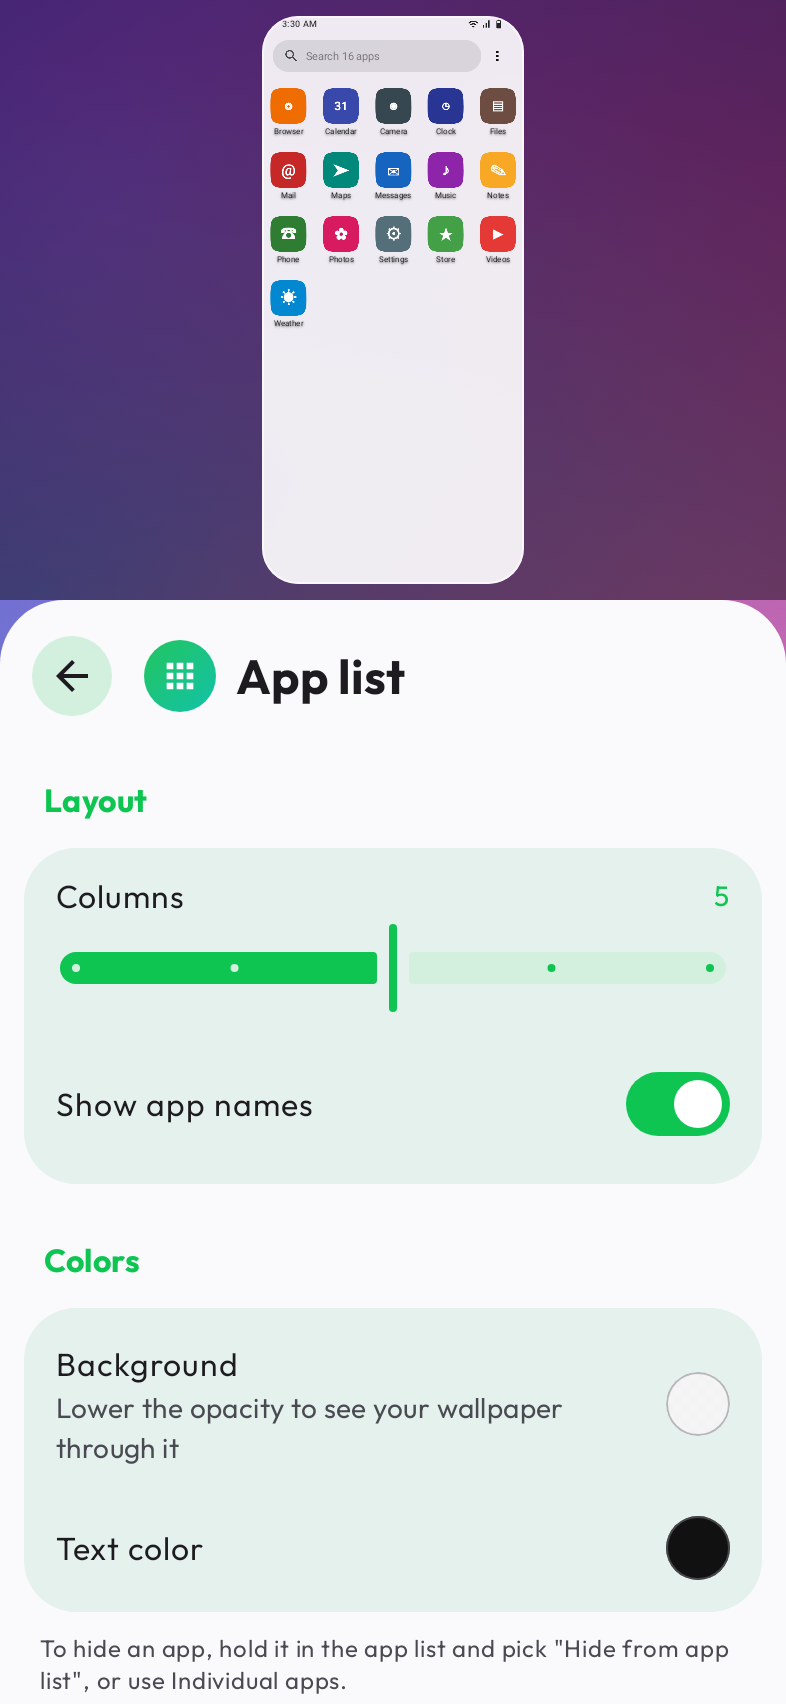 3:30 AM
Search 16 apps
31
Browser Calendar Camera Clock Files
@
Mail Maps Messages Music Notes
Phone Photos Settings Store Videos
Weather
App list
Layout
Columns 5
Show app names
Colors
Background
Lower the opacity to see your wallpaper
through it
Text color
To hide an app, hold it in the app list and pick "Hide from app
list", or use Individual apps.